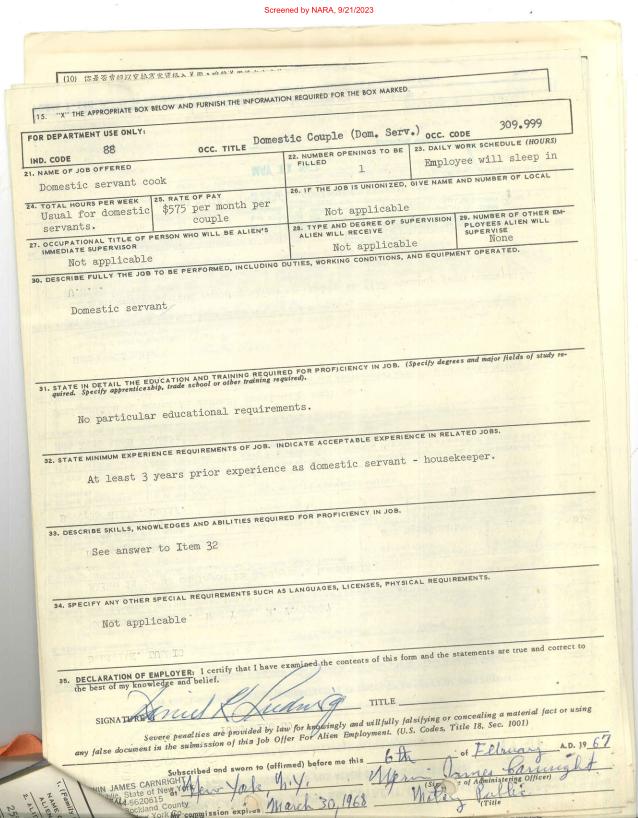 Screened by NARA, 9/21/2023
(10)
15. "X" THE APPROPRIATE BOX BELOW AND FURNISH THE INFORMATION REQUIRED FOR THE BOX MARKED.
FOR DEPARTMENT USE ONLY:
IND. CODE 88 OCC. TITLE Domestic Couple (Dom. Serv.) OCC. CODE 309.999
21. NAME OF JOB OFFERED
Domestic servant cook
22. NUMBER OPENINGS TO BE FILLED
1
23. DAILY WORK SCHEDULE (HOURS)
Employee will sleep in
24. TOTAL HOURS PER WEEK
Usual for domestic
servants.
25. RATE OF PAY
$575 per month per
couple
26. IF THE JOB IS UNIONIZED, GIVE NAME AND NUMBER OF LOCAL
Not applicable
27. OCCUPATIONAL TITLE OF PERSON WHO WILL BE ALIEN'S
IMMEDIATE SUPERVISOR
Not applicable
28. TYPE AND DEGREE OF SUPERVISION
ALIEN WILL RECEIVE
Not applicable
29. NUMBER OF OTHER EM-
PLOYEES ALIEN WILL
SUPERVISE
None
30. DESCRIBE FULLY THE JOB TO BE PERFORMED, INCLUDING DUTIES, WORKING CONDITIONS, AND EQUIPMENT OPERATED.
Domestic servant
31. STATE IN DETAIL THE EDUCATION AND TRAINING REQUIRED FOR PROFICIENCY IN JOB. (Specify degrees and major fields of study re-
quired. Specify apprenticeship, trade school or other training required).
No particular educational requirements.
32. STATE MINIMUM EXPERIENCE REQUIREMENTS OF JOB. INDICATE ACCEPTABLE EXPERIENCE IN RELATED JOBS.
At least 3 years prior experience as domestic servant - housekeeper.
33. DESCRIBE SKILLS, KNOWLEDGES AND ABILITIES REQUIRED FOR PROFICIENCY IN JOB.
See answer to Item 32
34. SPECIFY ANY OTHER SPECIAL REQUIREMENTS SUCH AS LANGUAGES, LICENSES, PHYSICAL REQUIREMENTS.
Not applicable
35. DECLARATION OF EMPLOYER: I certify that I have examined the contents of this form and the statements are true and correct to
the best of my knowledge and belief.
SIGNATURE Daniel K Ludwig TITLE
Severe penalties are provided by law for knowingly and willfully falsifying or concealing a material fact or using
any false document in the submission of this Job Offer For Alien Employment. (U.S. Codes, Title 18, Sec. 1001)
Subscribed and sworn to (affirmed) before me this 6th of February A.D. 1967
at New York, N.Y. James Carnright
of Administering Officer)
My commission expires March 30, 1968 Notary Public
(Title
JAMES CARNRIGHT
State of New York
5620615
Rockland County
York
1. (Family
NAME
2. ALI